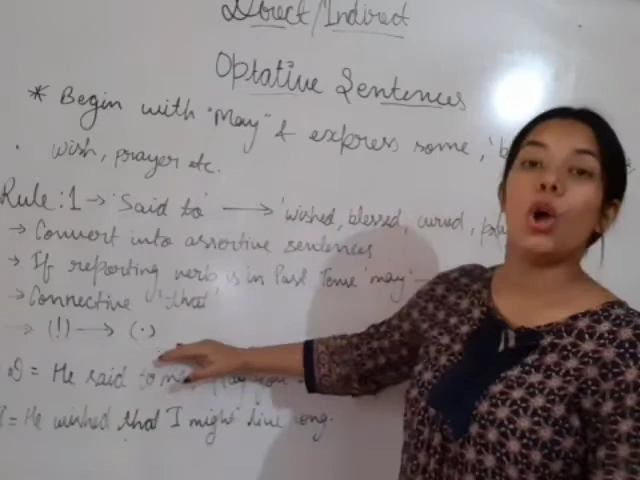 Direct/Indirect
Optative Sentences
* Begin with "May" & express some, 'b
wish, prayer etc.
Rule:1 → 'Said to' → 'wished, blessed, cursed,
→ Convert into assertive sentences
→ If reporting verb is in Past Tense 'may' –
→ Connective 'that'
→ (!) → (.)
D = He said to me, May you
I = He wished that I might live long.